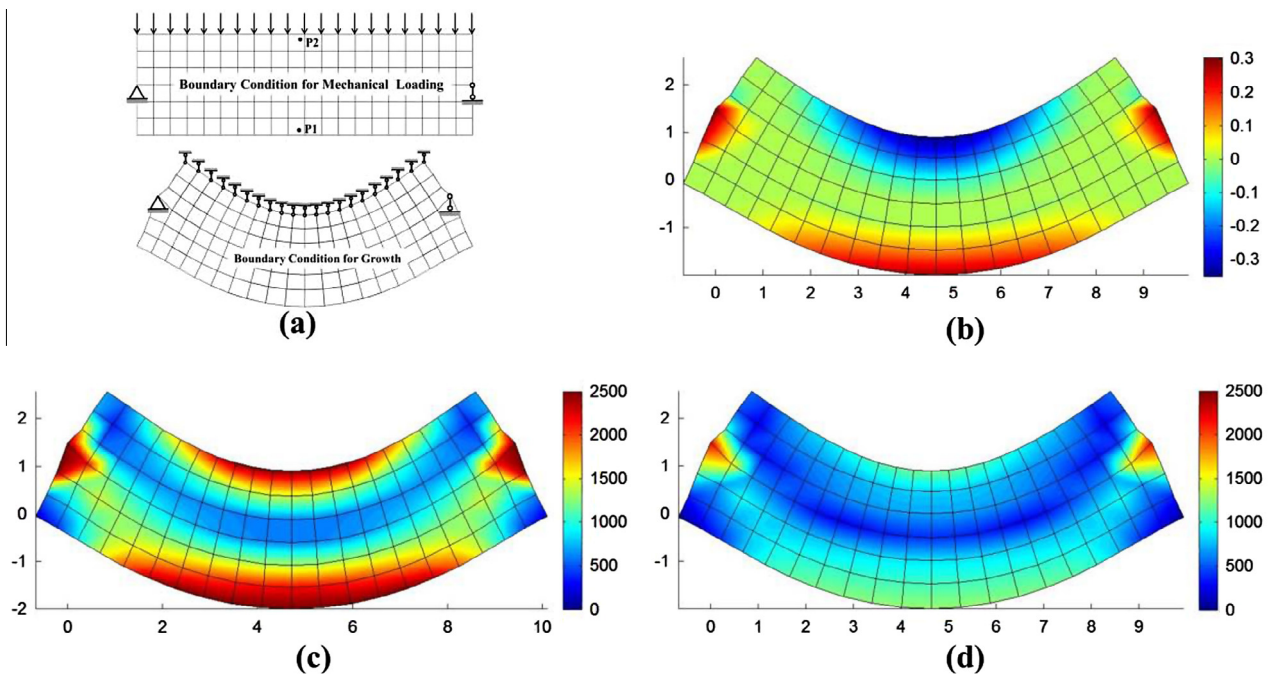 P2
Boundary Condition for Mechanical Loading
P1
Boundary Condition for Growth
(a)
2
1
0
-1
0 1 2 3 4 5 6 7 8 9
0.3
0.2
0.1
0
-0.1
-0.2
-0.3
(b)
2
1
0
-1
-2
0 2 4 6 8 10
2500
2000
1500
1000
500
0
(c)
2
1
0
-1
0 1 2 3 4 5 6 7 8 9
2500
2000
1500
1000
500
0
(d)